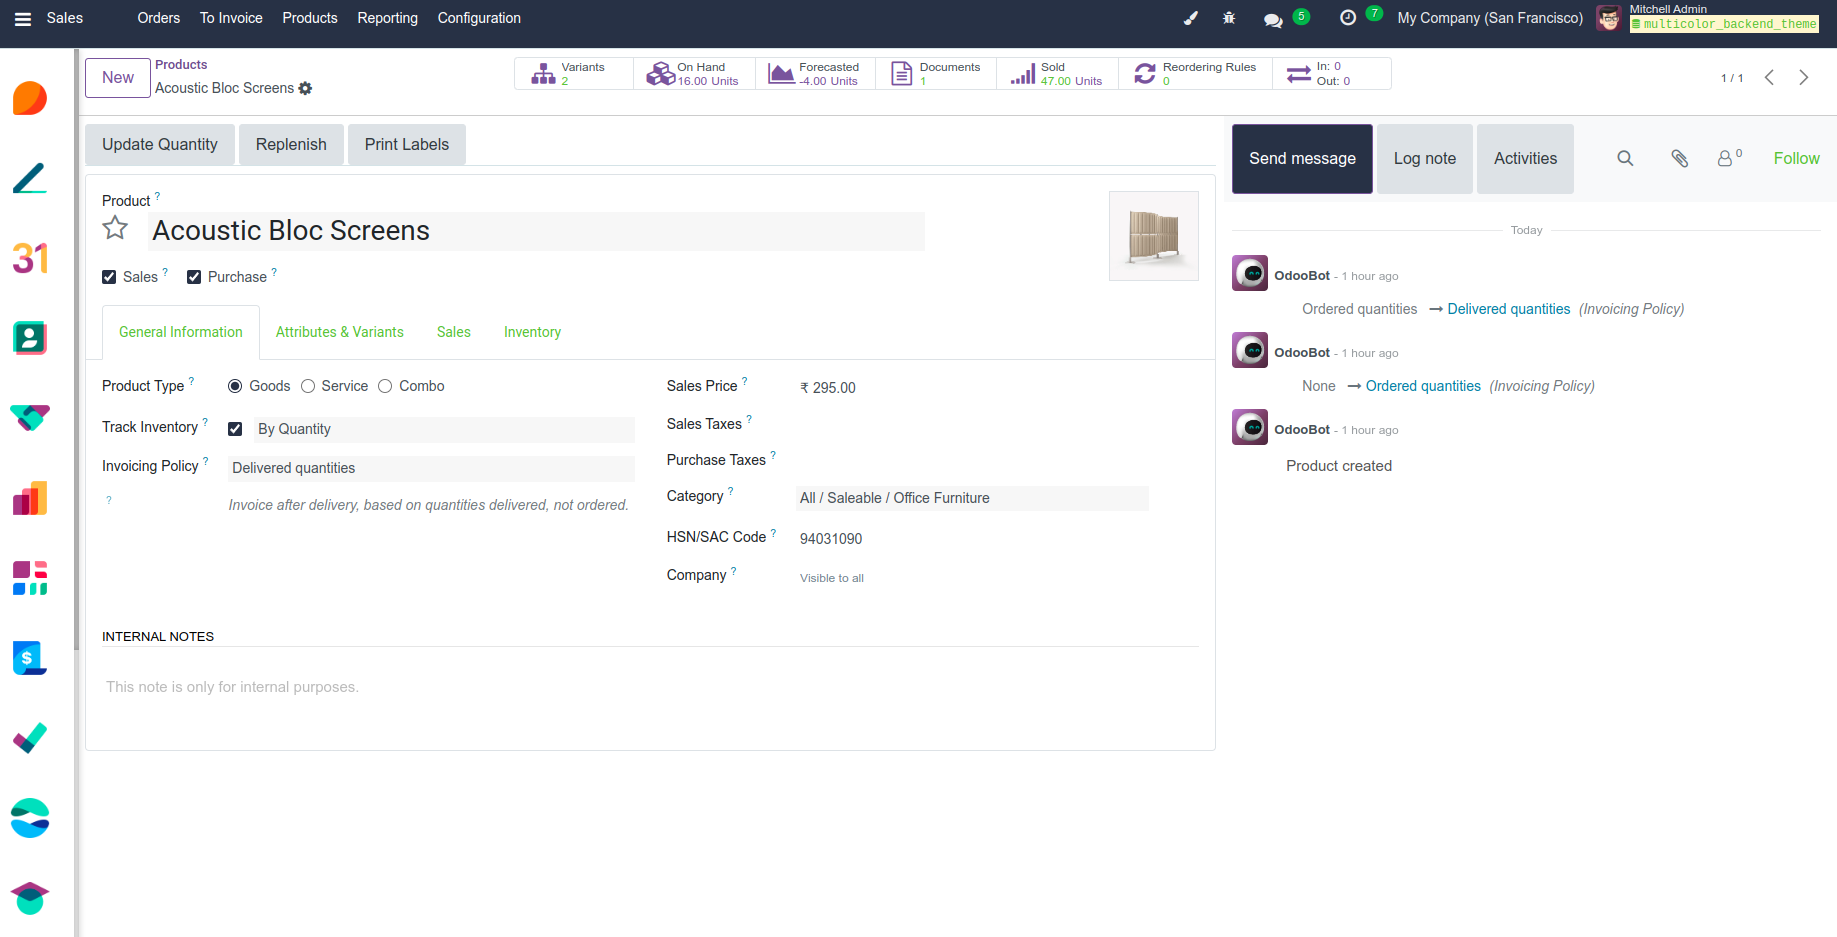 Sales Orders To Invoice Products Reporting Configuration 5 7 My Company (San Francisco) Mitchell Admin
multicolor_backend_theme
New Products
Acoustic Bloc Screens
Variants
2
On Hand
16.00 Units
Forecasted
-4.00 Units
Documents
1
Sold
47.00 Units
Reordering Rules
0
In: 0
Out: 0
1 / 1
31
$
Update Quantity Replenish Print Labels
Product ?
Acoustic Bloc Screens
Sales ? Purchase ?
General Information Attributes & Variants Sales Inventory
Product Type ? Goods Service Combo
Track Inventory ? By Quantity
Invoicing Policy ? Delivered quantities
? Invoice after delivery, based on quantities delivered, not ordered.
Sales Price ? ₹ 295.00
Sales Taxes ?
Purchase Taxes ?
Category ? All / Saleable / Office Furniture
HSN/SAC Code ? 94031090
Company ? Visible to all
INTERNAL NOTES
This note is only for internal purposes.
Send message Log note Activities 0 Follow
Today
OdooBot - 1 hour ago
Ordered quantities → Delivered quantities (Invoicing Policy)
OdooBot - 1 hour ago
None → Ordered quantities (Invoicing Policy)
OdooBot - 1 hour ago
Product created